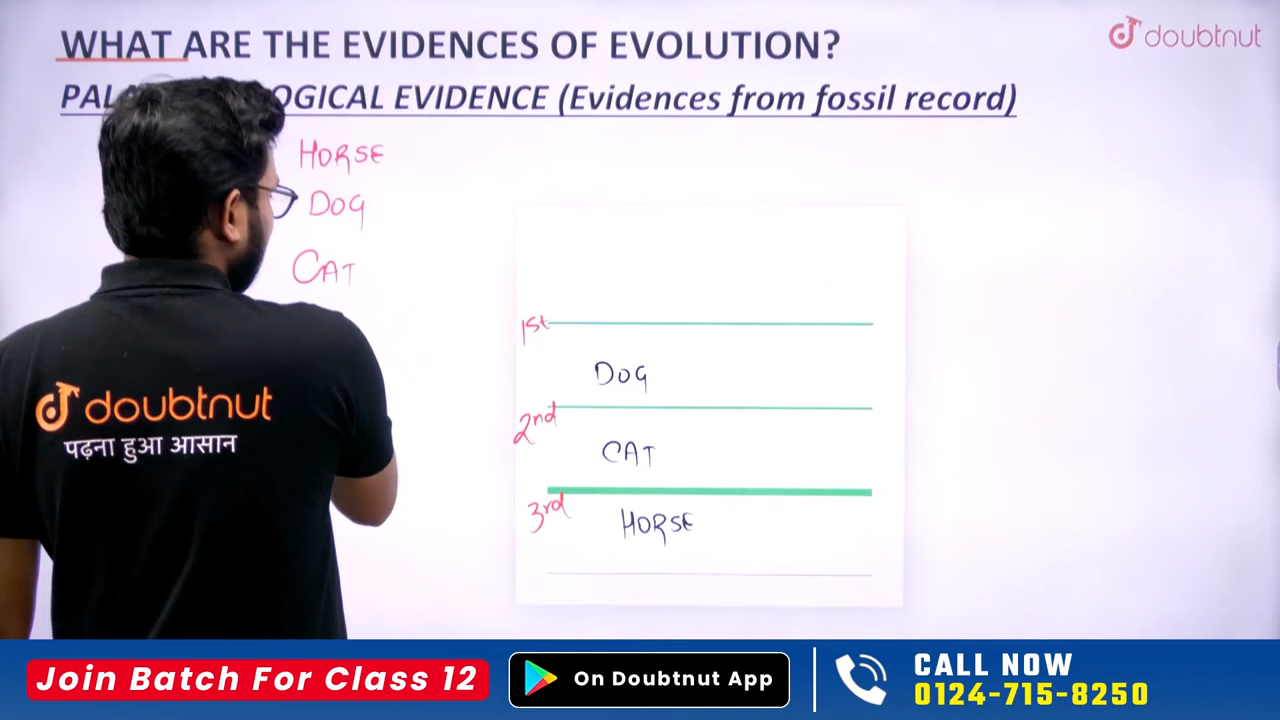 WHAT ARE THE EVIDENCES OF EVOLUTION?
doubtnut
EVIDENCE (Evidences from fossil record)
HORSE
DOG
CAT
1st
DOG
2nd
CAT
3rd
HORSE
doubtnut
पढ़ना हुआ आसान
Join Batch For Class 12
On Doubtnut App
CALL NOW
0124-715-8250